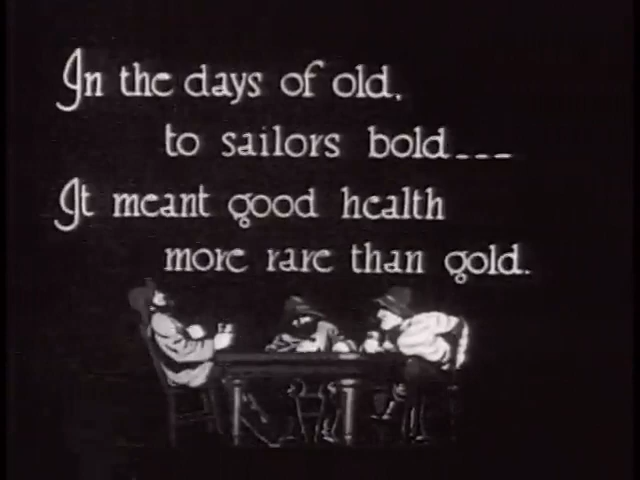 In the days of old,
to sailors bold---
It meant good health
more rare than gold.